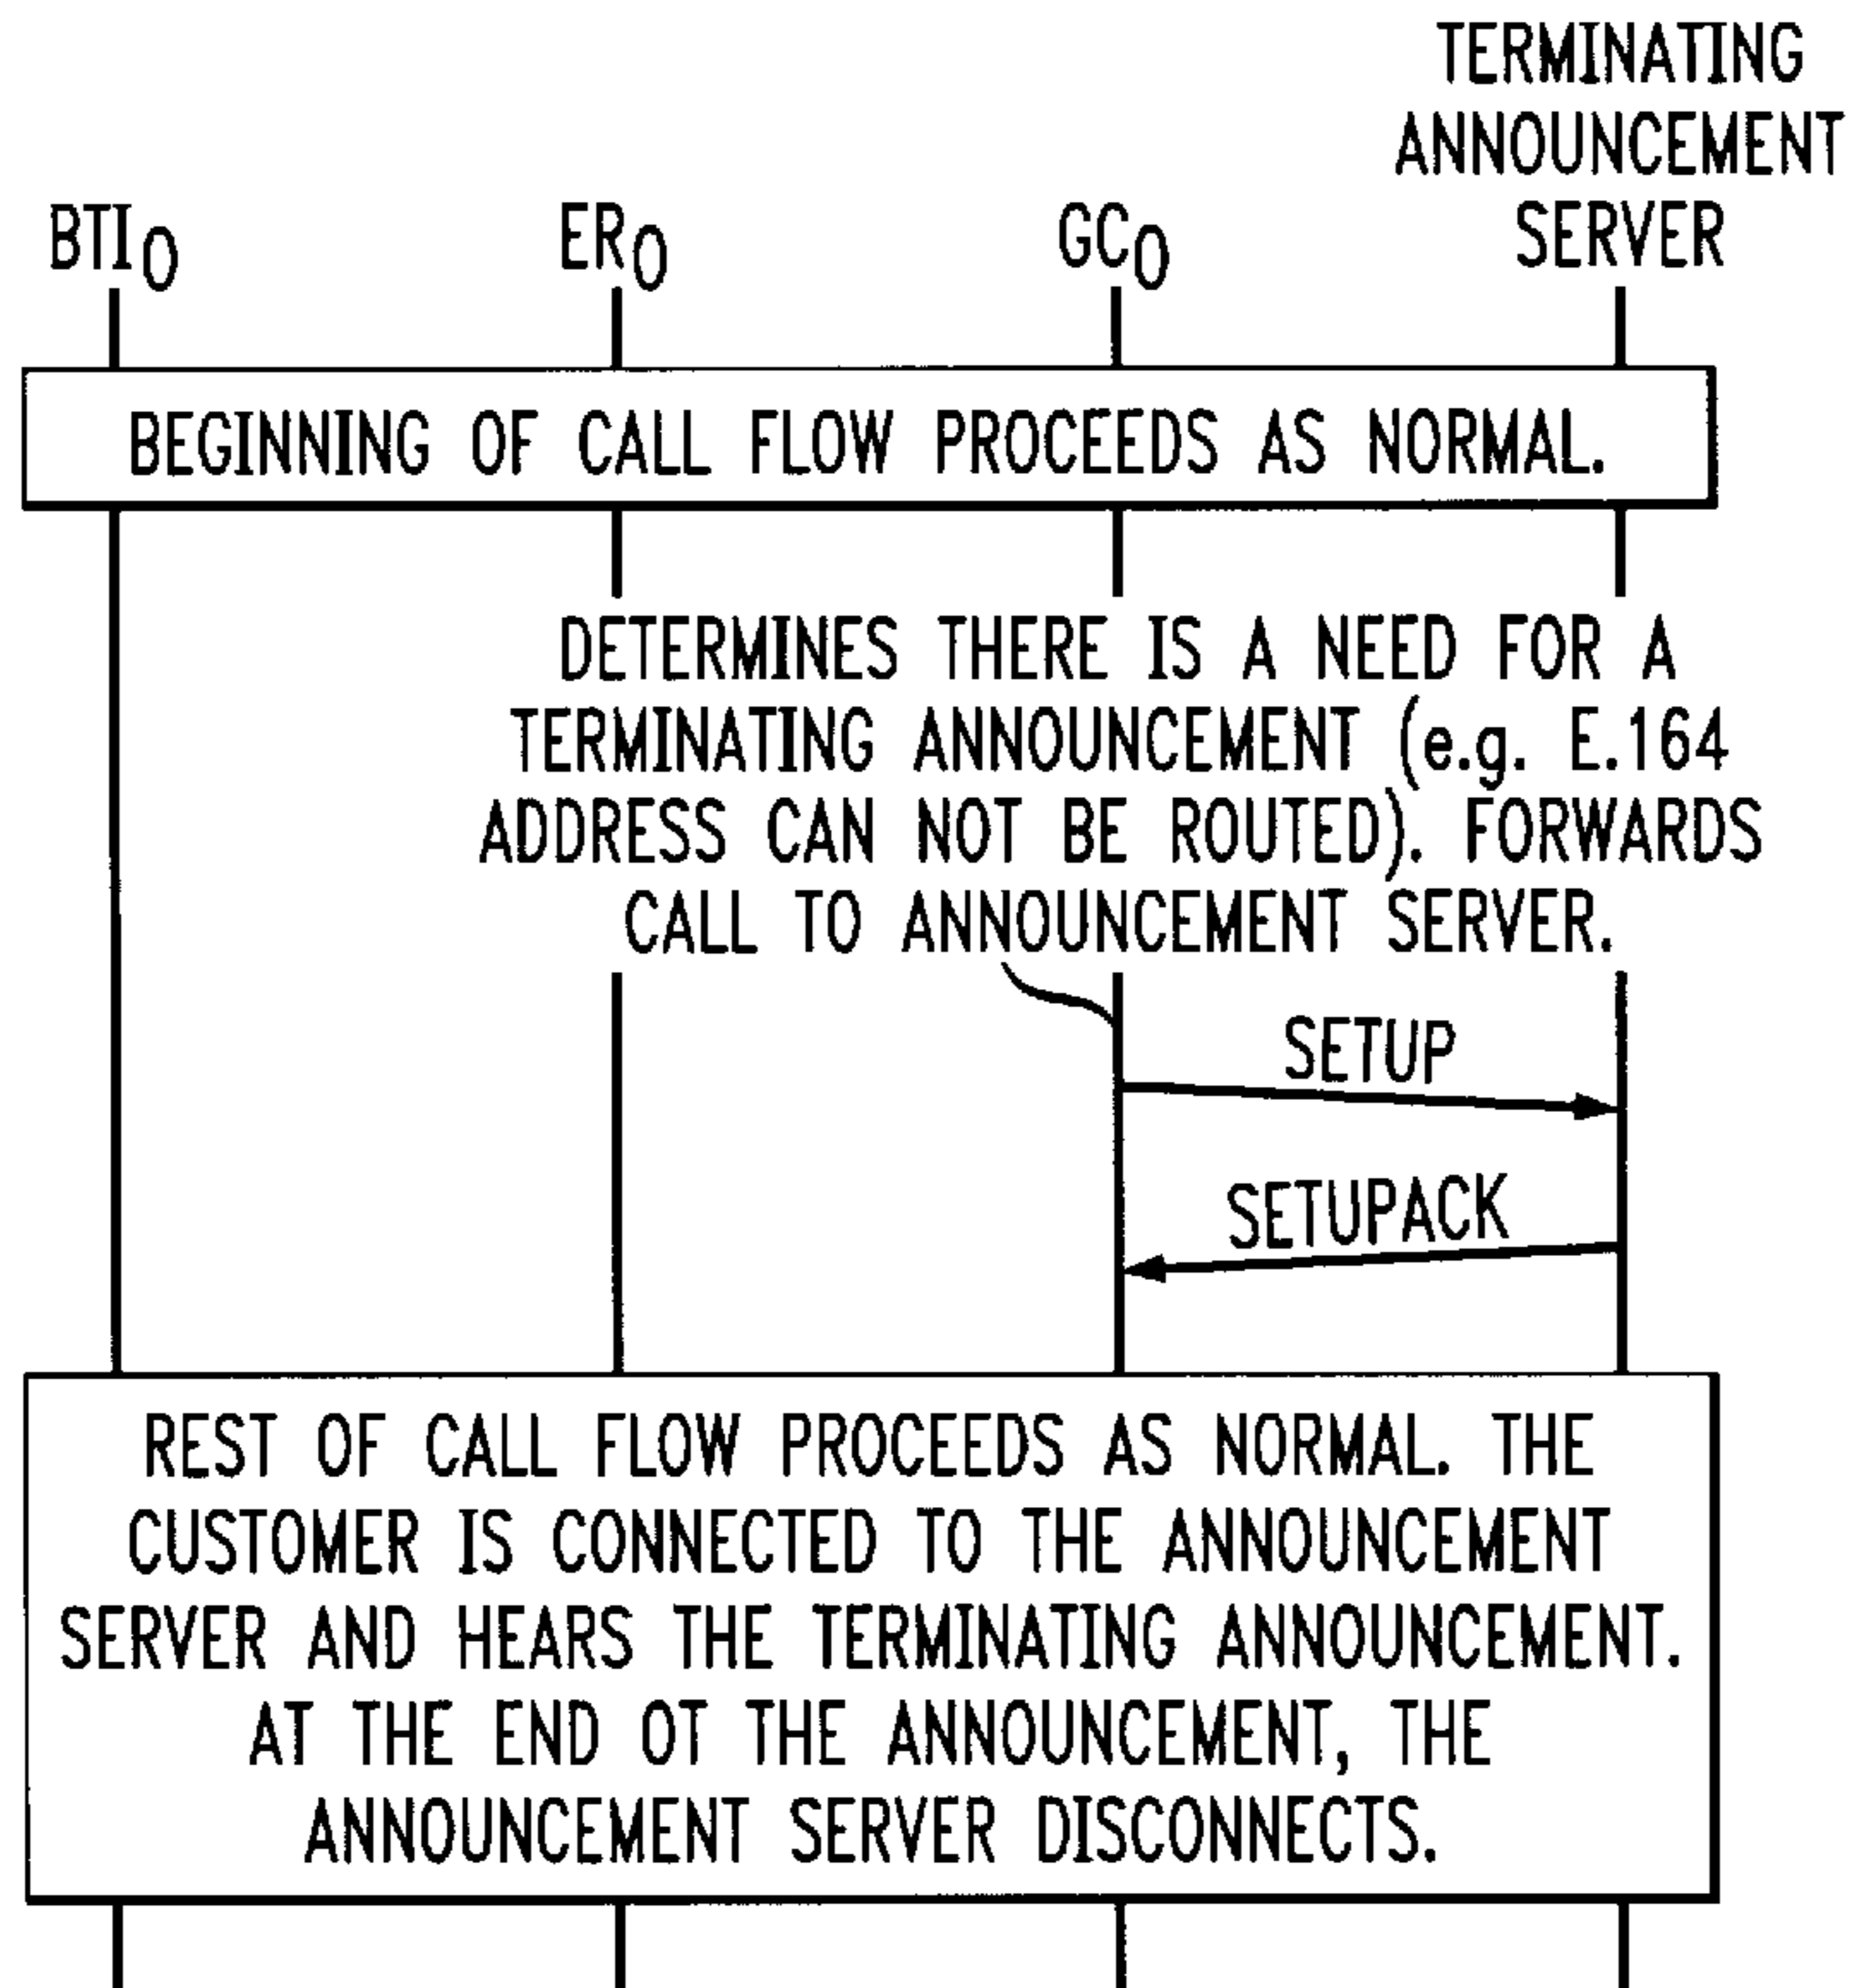 TERMINATING
ANNOUNCEMENT
BTIO ERO GCO SERVER
BEGINNING OF CALL FLOW PROCEEDS AS NORMAL.
DETERMINES THERE IS A NEED FOR A
TERMINATING ANNOUNCEMENT (e.g. E.164
ADDRESS CAN NOT BE ROUTED). FORWARDS
CALL TO ANNOUNCEMENT SERVER.
SETUP
SETUPACK
REST OF CALL FLOW PROCEEDS AS NORMAL. THE
CUSTOMER IS CONNECTED TO THE ANNOUNCEMENT
SERVER AND HEARS THE TERMINATING ANNOUNCEMENT.
AT THE END OT THE ANNOUNCEMENT, THE
ANNOUNCEMENT SERVER DISCONNECTS.